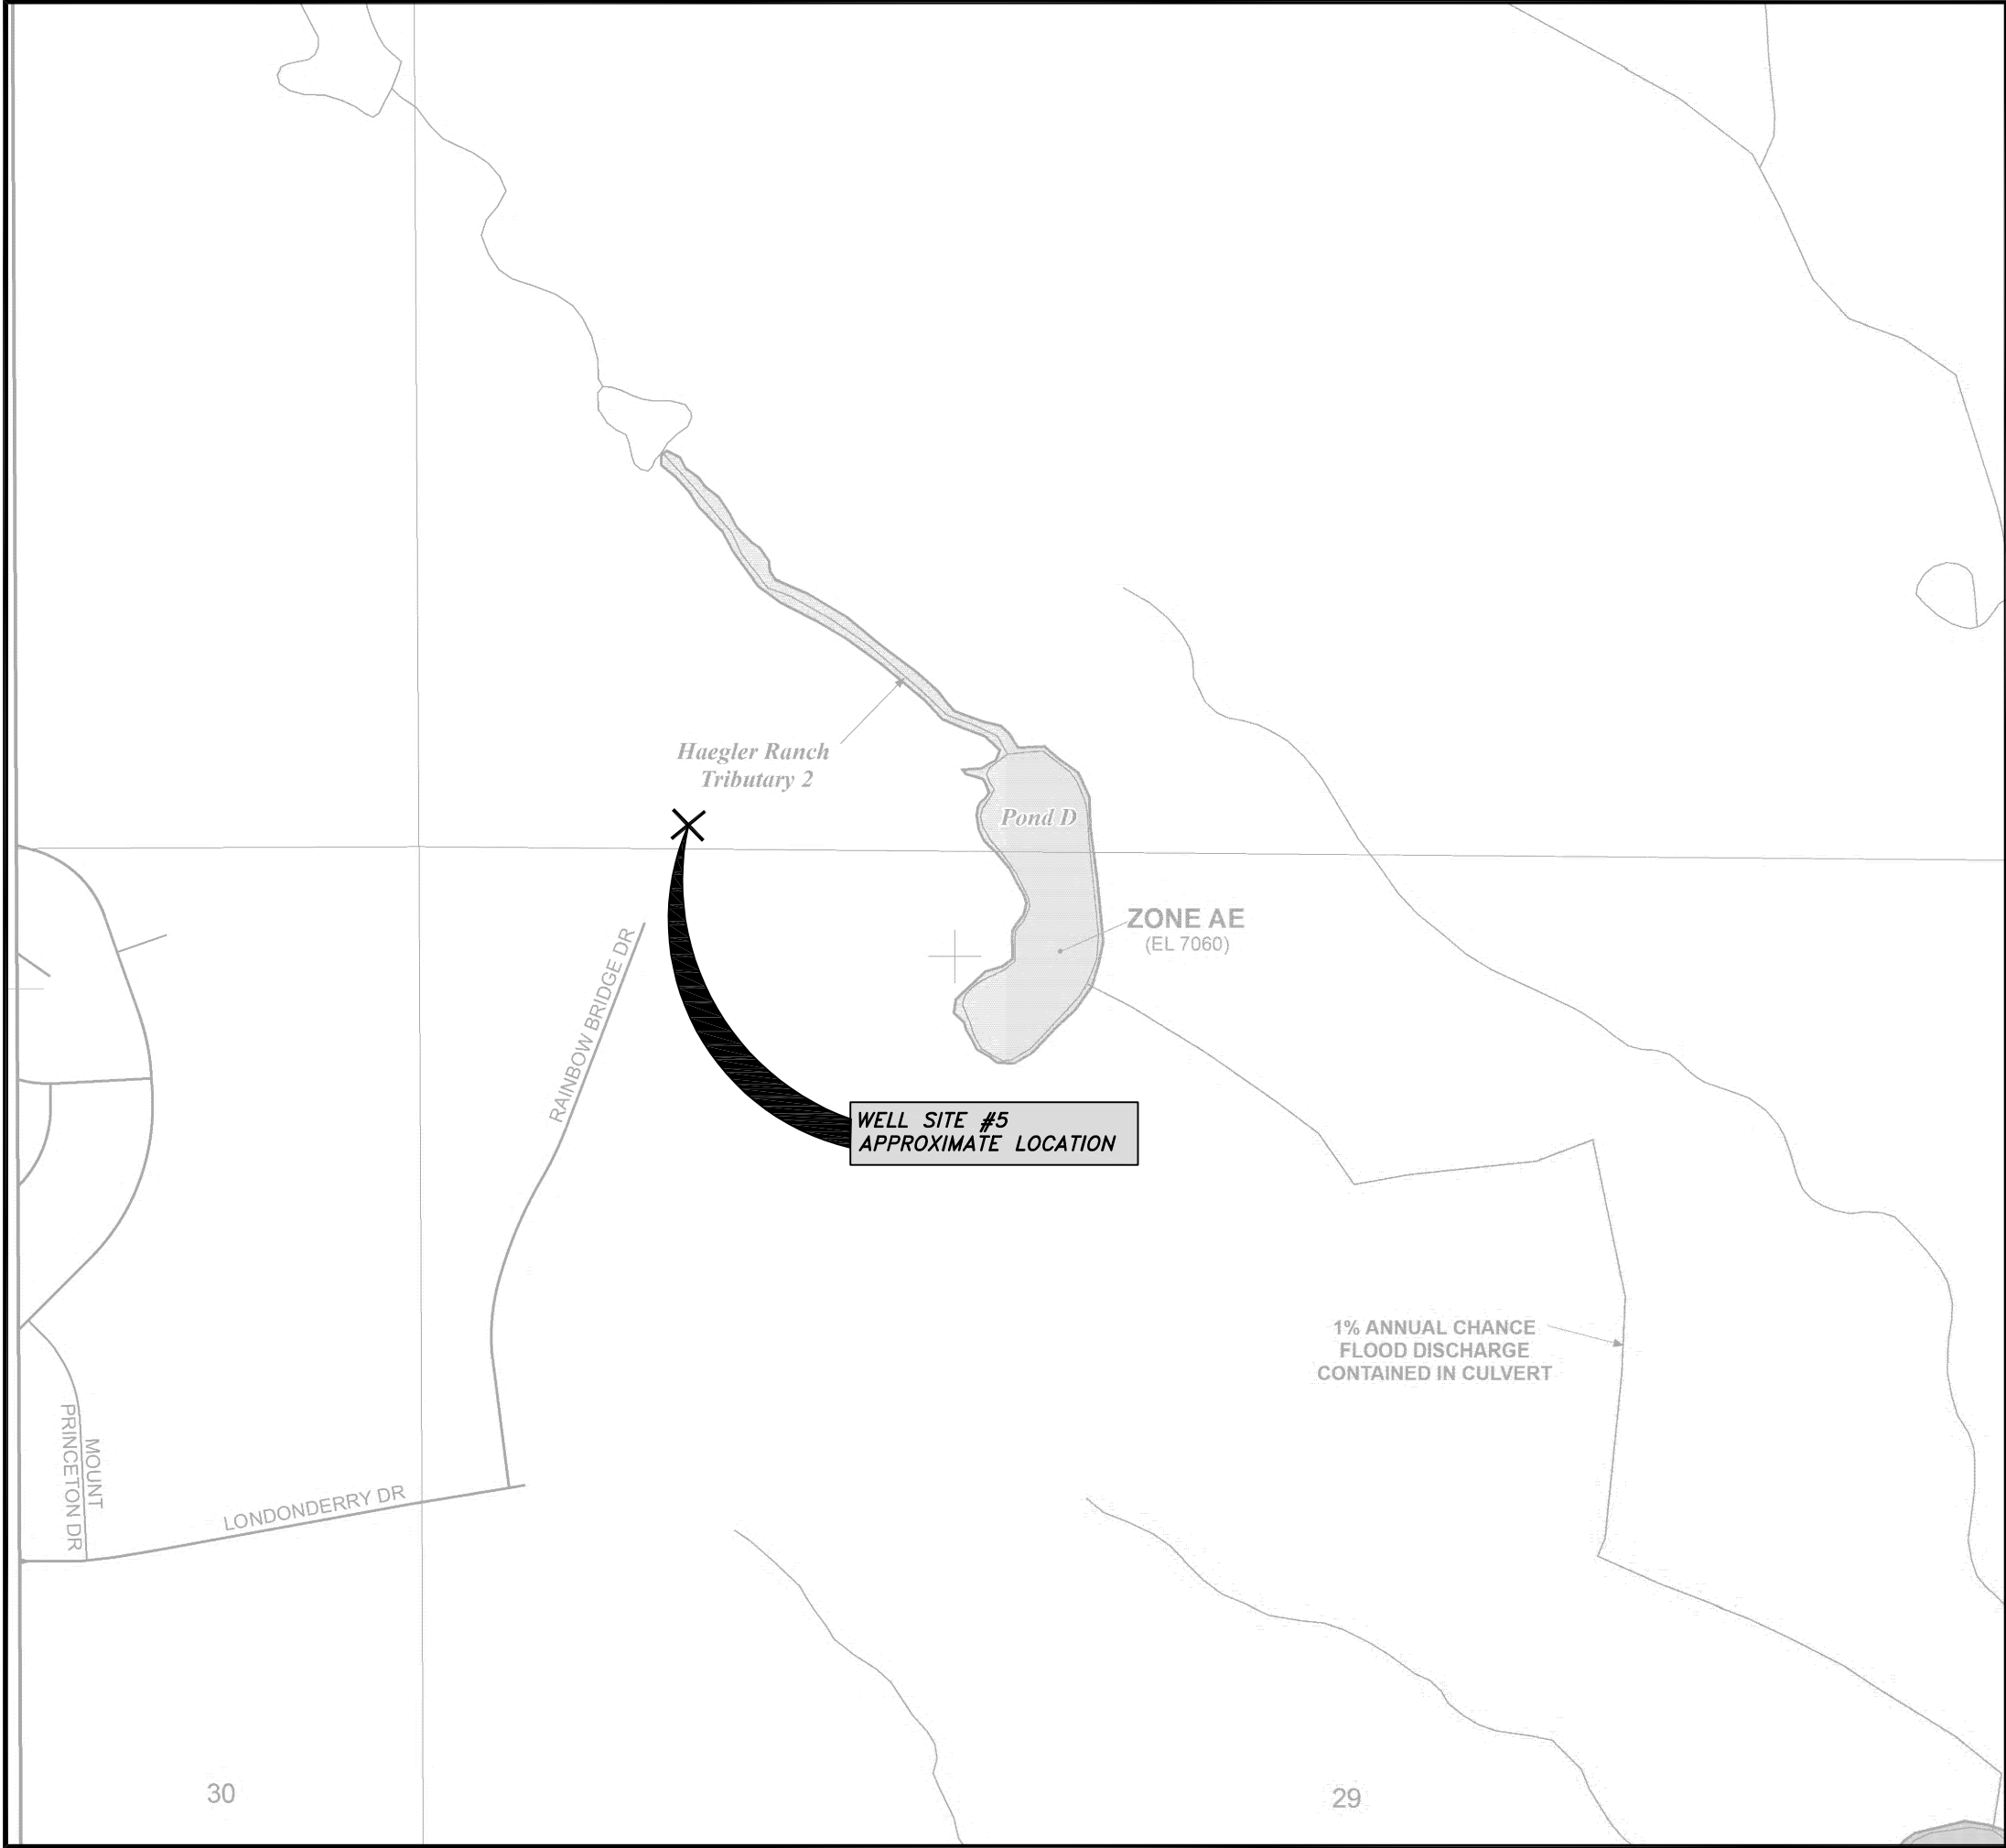 Haegler Ranch
Tributary 2
Pond D
ZONE AE
(EL 7060)
RAINBOW BRIDGE DR
WELL SITE #5
APPROXIMATE LOCATION
1% ANNUAL CHANCE
FLOOD DISCHARGE
CONTAINED IN CULVERT
MOUNT
PRINCETON DR
LONDONDERRY DR
30
29